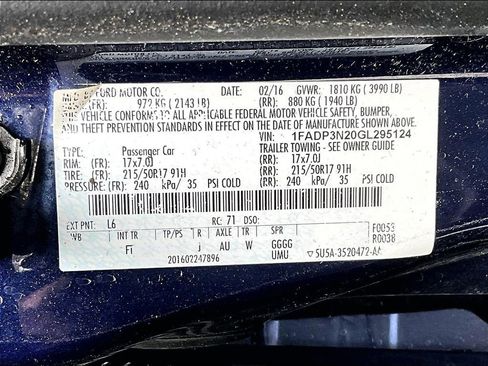 FORD MOTOR CO. 02/16 GVWR: 1810 KG ( 3990 LB)
(FR): 972 KG ( 2143 LB) (RR): 880 KG ( 1940 LB)
THIS VEHICLE CONFORMS TO ALL APPLICABLE FEDERAL MOTOR VEHICLE SAFETY, BUMPER,
AND THEFT PREVENTION STANDARDS IN EFFECT ON THE DATE OF MANUFACTURE SHOWN ABOVE.
1FADP3N20GL295124
TYPE: Passenger Car TRAILER TOWING - SEE OWNER GUIDE
RIM: (FR): 17x7.0J (RR): 17x7.0J
TIRE: (FR): 215/50R17 91H (RR): 215/50R17 91H
PRESSURE: (FR): 240 kPa/ 35 PSI COLD (RR): 240 kPa/ 35 PSI COLD
EXT PNT: L6 RC: 71 DSO: F0053
WB INT TR TP/PS R AXLE TR SPR R0038
FI j AU W GGGG
201602247896 UMU 5U5A-3520472-AA